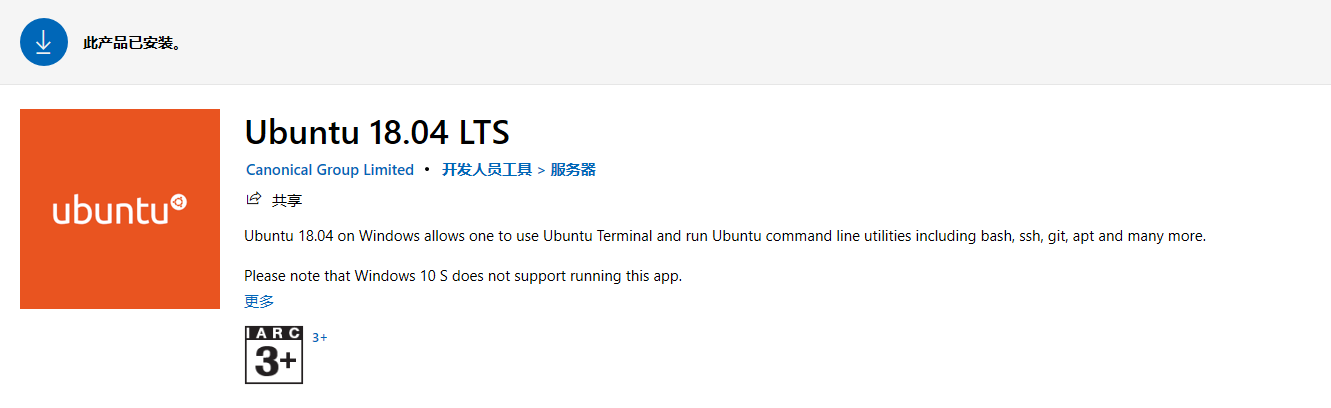 此产品已安装。
Ubuntu 18.04 LTS
Canonical Group Limited • 开发人员工具 > 服务器
共享
ubuntu
Ubuntu 18.04 on Windows allows one to use Ubuntu Terminal and run Ubuntu command line utilities including bash, ssh, git, apt and many more.
Please note that Windows 10 S does not support running this app.
更多
IARC
3+
3+